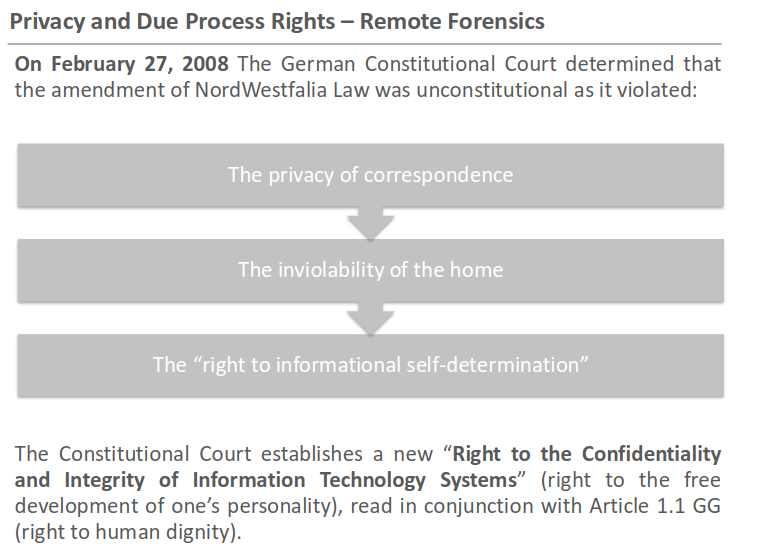 Privacy and Due Process Rights – Remote Forensics
On February 27, 2008 The German Constitutional Court determined that
the amendment of NordWestfalia Law was unconstitutional as it violated:
The privacy of correspondence
The inviolability of the home
The “right to informational self-determination”
The Constitutional Court establishes a new “Right to the Confidentiality
and Integrity of Information Technology Systems” (right to the free
development of one’s personality), read in conjunction with Article 1.1 GG
(right to human dignity).